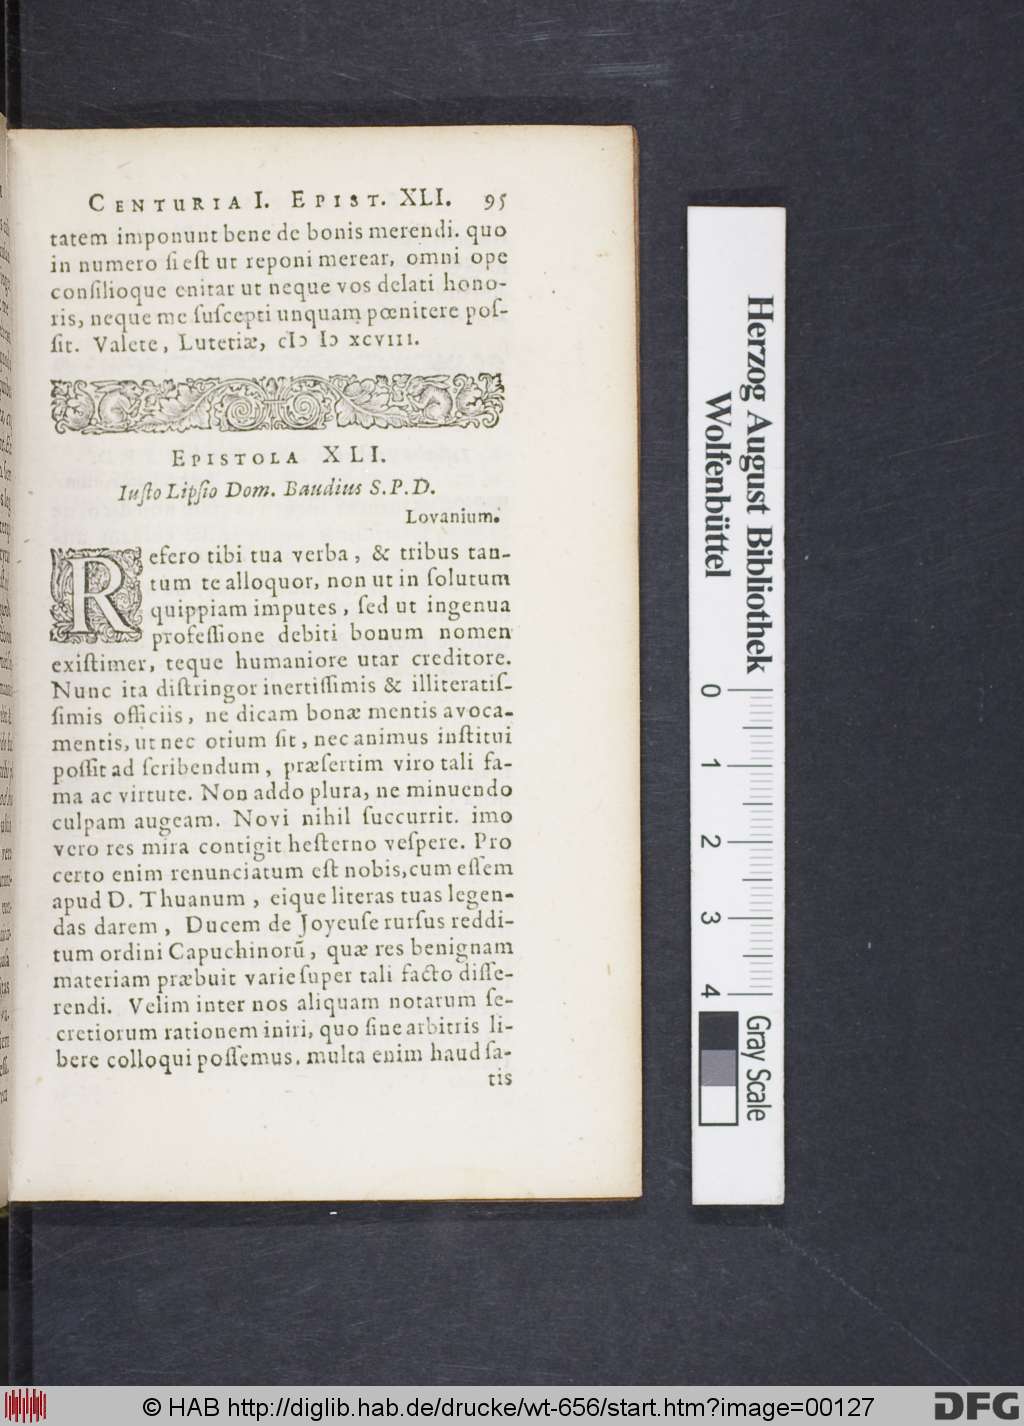 CENTURIA I. EPIST. XLI. 95
tatem imponunt bene de bonis merendi. quo
in numero si est ut reponi merear, omni ope
consilioque enitar ut neque vos delati hono-
ris, neque me suscepti unquam pœnitere pos-
sit. Valete, Lutetiæ, cIↄ Iↄ xcvIII.
EPISTOLA XLI.
Iusto Lipsio Dom. Baudius S.P.D.
Lovanium.
Refero tibi tua verba, & tribus tan-
tum te alloquor, non ut in solutum
quippiam imputes, sed ut ingenua
professione debiti bonum nomen
existimer, teque humaniore utar creditore.
Nunc ita distringor inertissimis & illiteratis-
simis officiis, ne dicam bonæ mentis avoca-
mentis, ut nec otium sit, nec animus institui
possit ad scribendum, præsertim viro tali fa-
ma ac virtute. Non addo plura, ne minuendo
culpam augeam. Novi nihil succurrit. imo
vero res mira contigit hesterno vespere. Pro
certo enim renunciatum est nobis, cum essem
apud D. Thuanum, eique literas tuas legen-
das darem, Ducem de Joyeuse rursus reddi-
tum ordini Capuchinorũ, quæ res benignam
materiam præbuit varie super tali facto disse-
rendi. Velim inter nos aliquam notarum se-
cretiorum rationem iniri, quo sine arbitris li-
bere colloqui possemus. multa enim haud sa-
tis
Herzog August Bibliothek
Wolfenbüttel
0 1 2 3 4
Gray Scale
© HAB http://diglib.hab.de/drucke/wt-656/start.htm?image=00127
DFG